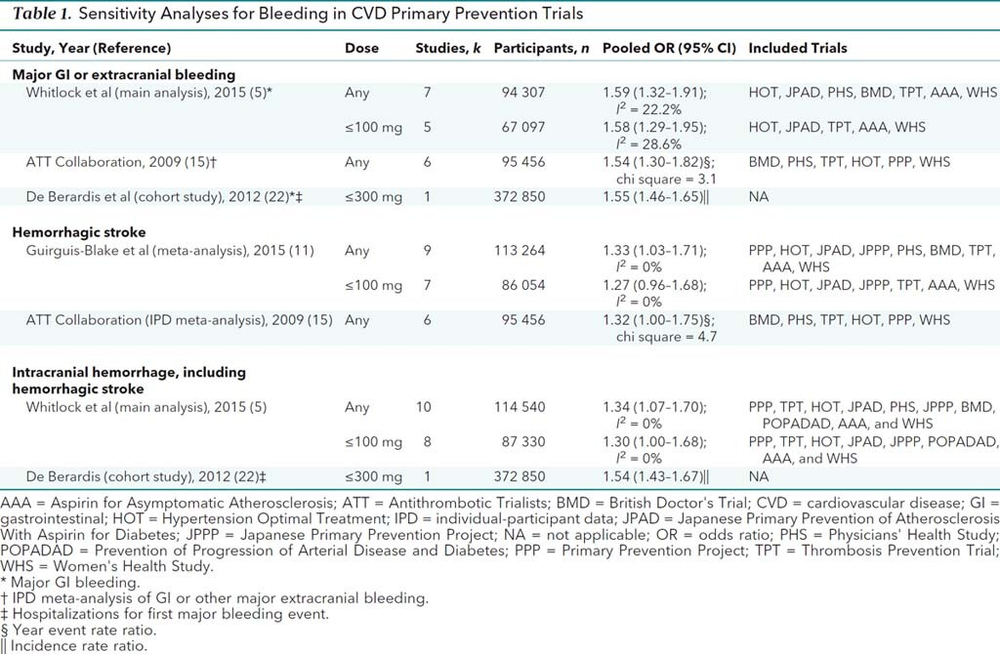 Table 1. Sensitivity Analyses for Bleeding in CVD Primary Prevention Trials
Study, Year (Reference) Dose Studies, k Participants, n Pooled OR (95% CI) Included Trials
Major GI or extracranial bleeding
Whitlock et al (main analysis), 2015 (5)* Any 7 94 307 1.59 (1.32–1.91); HOT, JPAD, PHS, BMD, TPT, AAA, WHS
I² = 22.2%
≤100 mg 5 67 097 1.58 (1.29–1.95); HOT, JPAD, TPT, AAA, WHS
I² = 28.6%
ATT Collaboration, 2009 (15)† Any 6 95 456 1.54 (1.30–1.82)§; BMD, PHS, TPT, HOT, PPP, WHS
chi square = 3.1
De Berardis et al (cohort study), 2012 (22)*‡ ≤300 mg 1 372 850 1.55 (1.46–1.65)|| NA
Hemorrhagic stroke
Guirguis-Blake et al (meta-analysis), 2015 (11) Any 9 113 264 1.33 (1.03–1.71); PPP, HOT, JPAD, JPPP, PHS, BMD, TPT,
I² = 0% AAA, WHS
≤100 mg 7 86 054 1.27 (0.96–1.68); PPP, HOT, JPAD, JPPP, TPT, AAA, WHS
I² = 0%
ATT Collaboration (IPD meta-analysis), 2009 (15) Any 6 95 456 1.32 (1.00–1.75)§; BMD, PHS, TPT, HOT, PPP, WHS
chi square = 4.7
Intracranial hemorrhage, including
hemorrhagic stroke
Whitlock et al (main analysis), 2015 (5) Any 10 114 540 1.34 (1.07–1.70); PPP, TPT, HOT, JPAD, PHS, JPPP, BMD,
I² = 0% POPADAD, AAA, and WHS
≤100 mg 8 87 330 1.30 (1.00–1.68); PPP, TPT, HOT, JPAD, JPPP, POPADAD,
I² = 0% AAA, and WHS
De Berardis (cohort study), 2012 (22)‡ ≤300 mg 1 372 850 1.54 (1.43–1.67)|| NA
AAA = Aspirin for Asymptomatic Atherosclerosis; ATT = Antithrombotic Trialists; BMD = British Doctor's Trial; CVD = cardiovascular disease; GI =
gastrointestinal; HOT = Hypertension Optimal Treatment; IPD = individual-participant data; JPAD = Japanese Primary Prevention of Atherosclerosis
With Aspirin for Diabetes; JPPP = Japanese Primary Prevention Project; NA = not applicable; OR = odds ratio; PHS = Physicians' Health Study;
POPADAD = Prevention of Progression of Arterial Disease and Diabetes; PPP = Primary Prevention Project; TPT = Thrombosis Prevention Trial;
WHS = Women's Health Study.
* Major GI bleeding.
† IPD meta-analysis of GI or other major extracranial bleeding.
‡ Hospitalizations for first major bleeding event.
§ Year event rate ratio.
|| Incidence rate ratio.